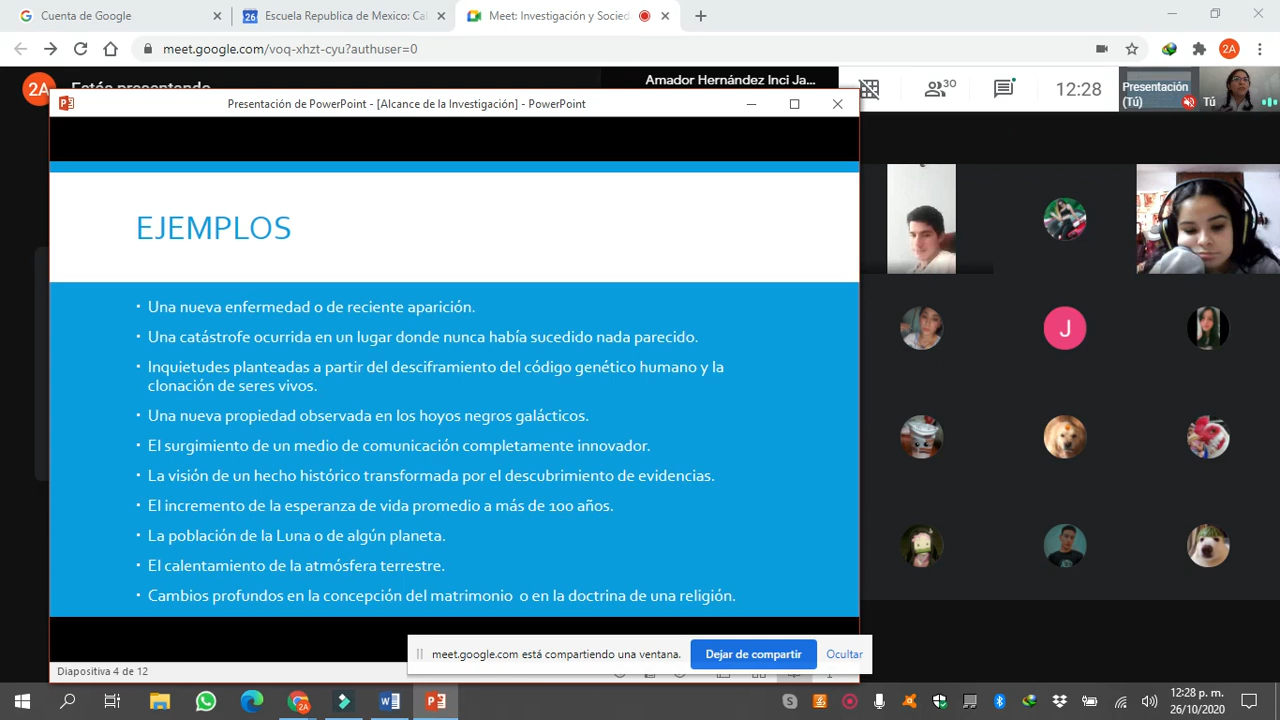 Cuenta de Google
Escuela Republica de Mexico: Cal
Meet: Investigación y Socied
meet.google.com/voq-xhzt-cyu?authuser=0
2A
2A
Estás presentando
Amador Hernández Inci Ja...
30
12:28
Presentación
(Tú)
Tú
Presentación de PowerPoint - [Alcance de la Investigación] - PowerPoint
EJEMPLOS
• Una nueva enfermedad o de reciente aparición.
• Una catástrofe ocurrida en un lugar donde nunca había sucedido nada parecido.
• Inquietudes planteadas a partir del desciframiento del código genético humano y la
clonación de seres vivos.
• Una nueva propiedad observada en los hoyos negros galácticos.
• El surgimiento de un medio de comunicación completamente innovador.
• La visión de un hecho histórico transformada por el descubrimiento de evidencias.
• El incremento de la esperanza de vida promedio a más de 100 años.
• La población de la Luna o de algún planeta.
• El calentamiento de la atmósfera terrestre.
• Cambios profundos en la concepción del matrimonio o en la doctrina de una religión.
J
meet.google.com está compartiendo una ventana.
Dejar de compartir
Ocultar
Diapositiva 4 de 12
12:28 p. m.
26/10/2020